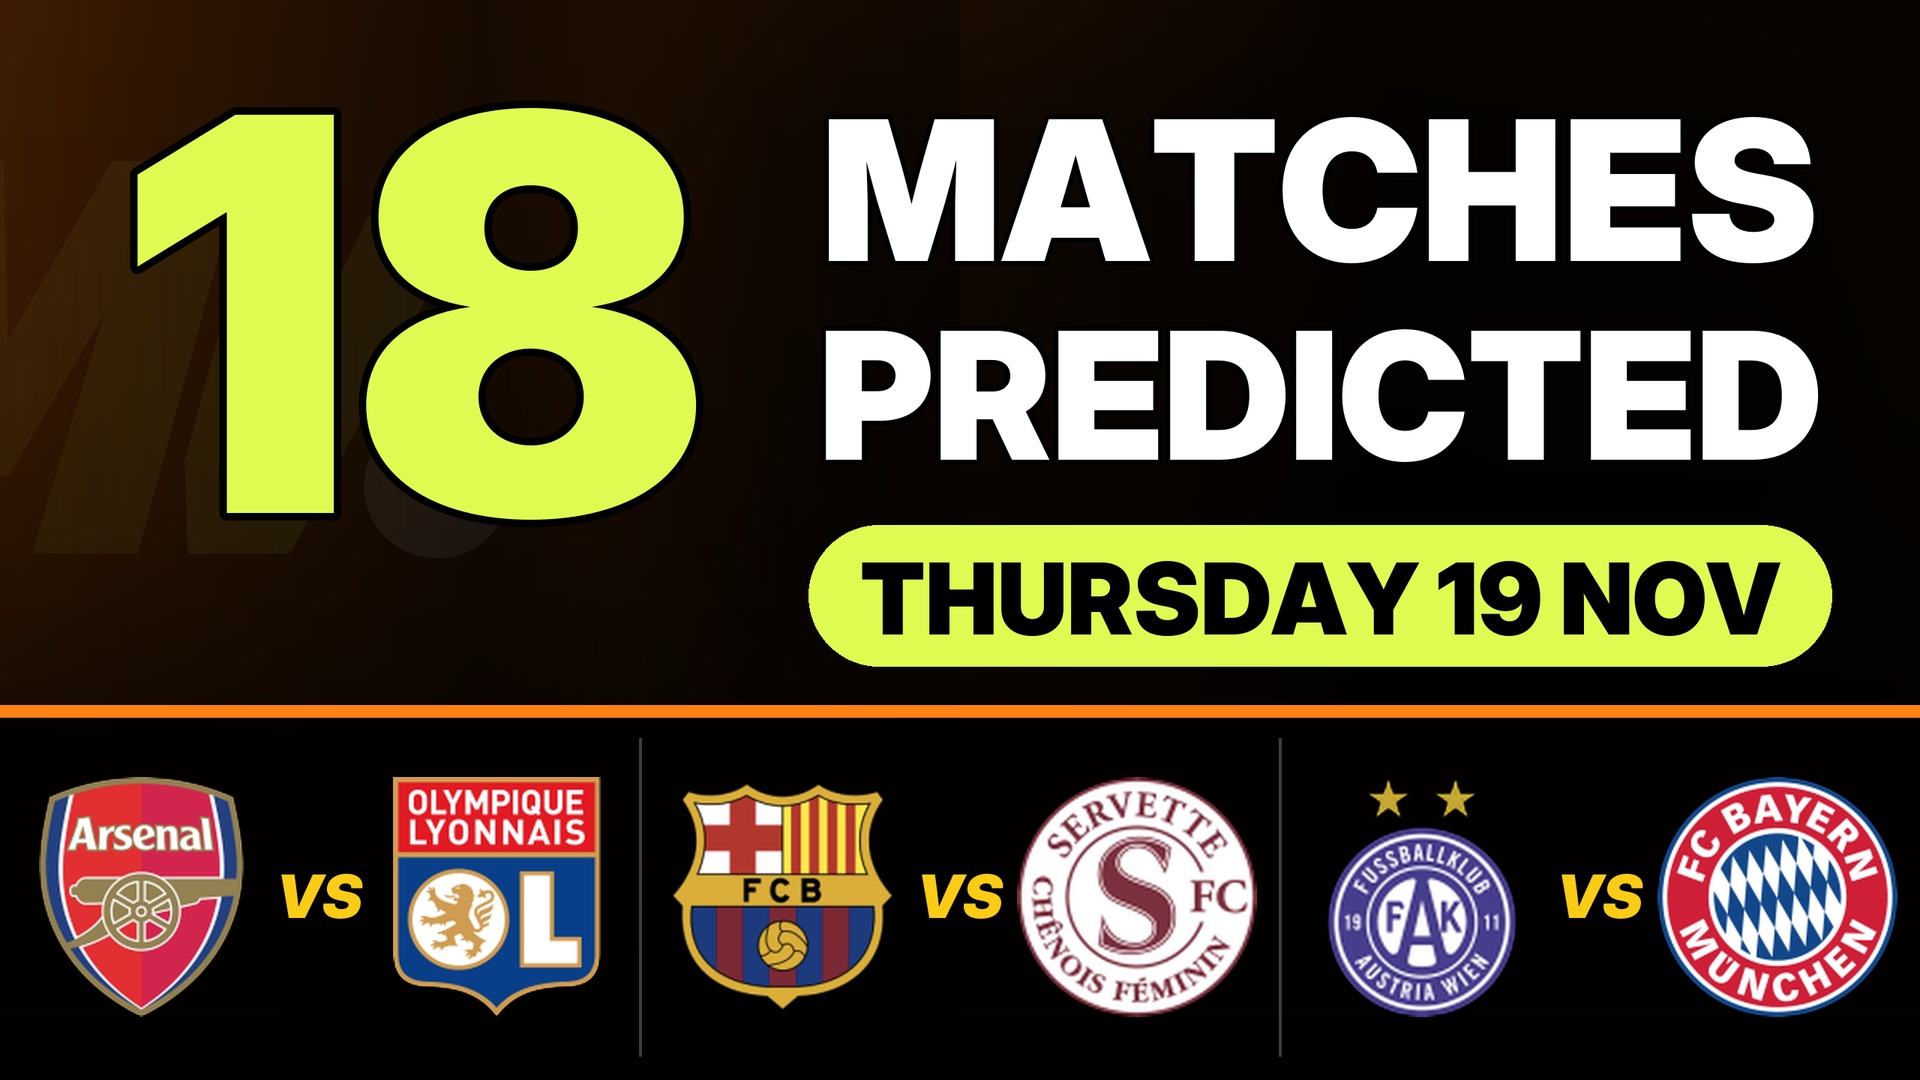 18
MATCHES
PREDICTED
THURSDAY 19 NOV
Arsenal
VS
OLYMPIQUE
LYONNAIS
OL
FCB
VS
SERVETTE
S
FC
CHÊNOIS FÉMININ
FUSSBALLKLUB
19 FAK 11
AUSTRIA WIEN
VS
FC BAYERN
MÜNCHEN